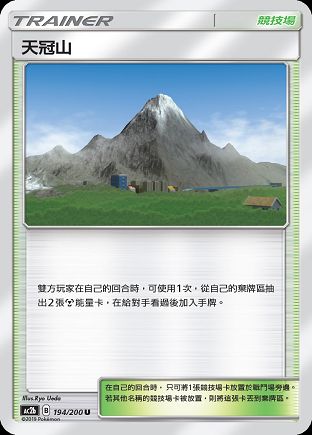 TRAINER 競技場
天冠山
雙方玩家在自己的回合時,可使用1次,從自己的棄牌區抽
出2張能量卡,在給對手看過後加入手牌。
Illus.Ryo Ueda
AC2b B 194/200 U
©2019 Pokémon
在自己的回合時,只可將1張競技場卡放置於戰鬥場旁邊。
若其他名稱的競技場卡被放置,則將這張卡丟到棄牌區。